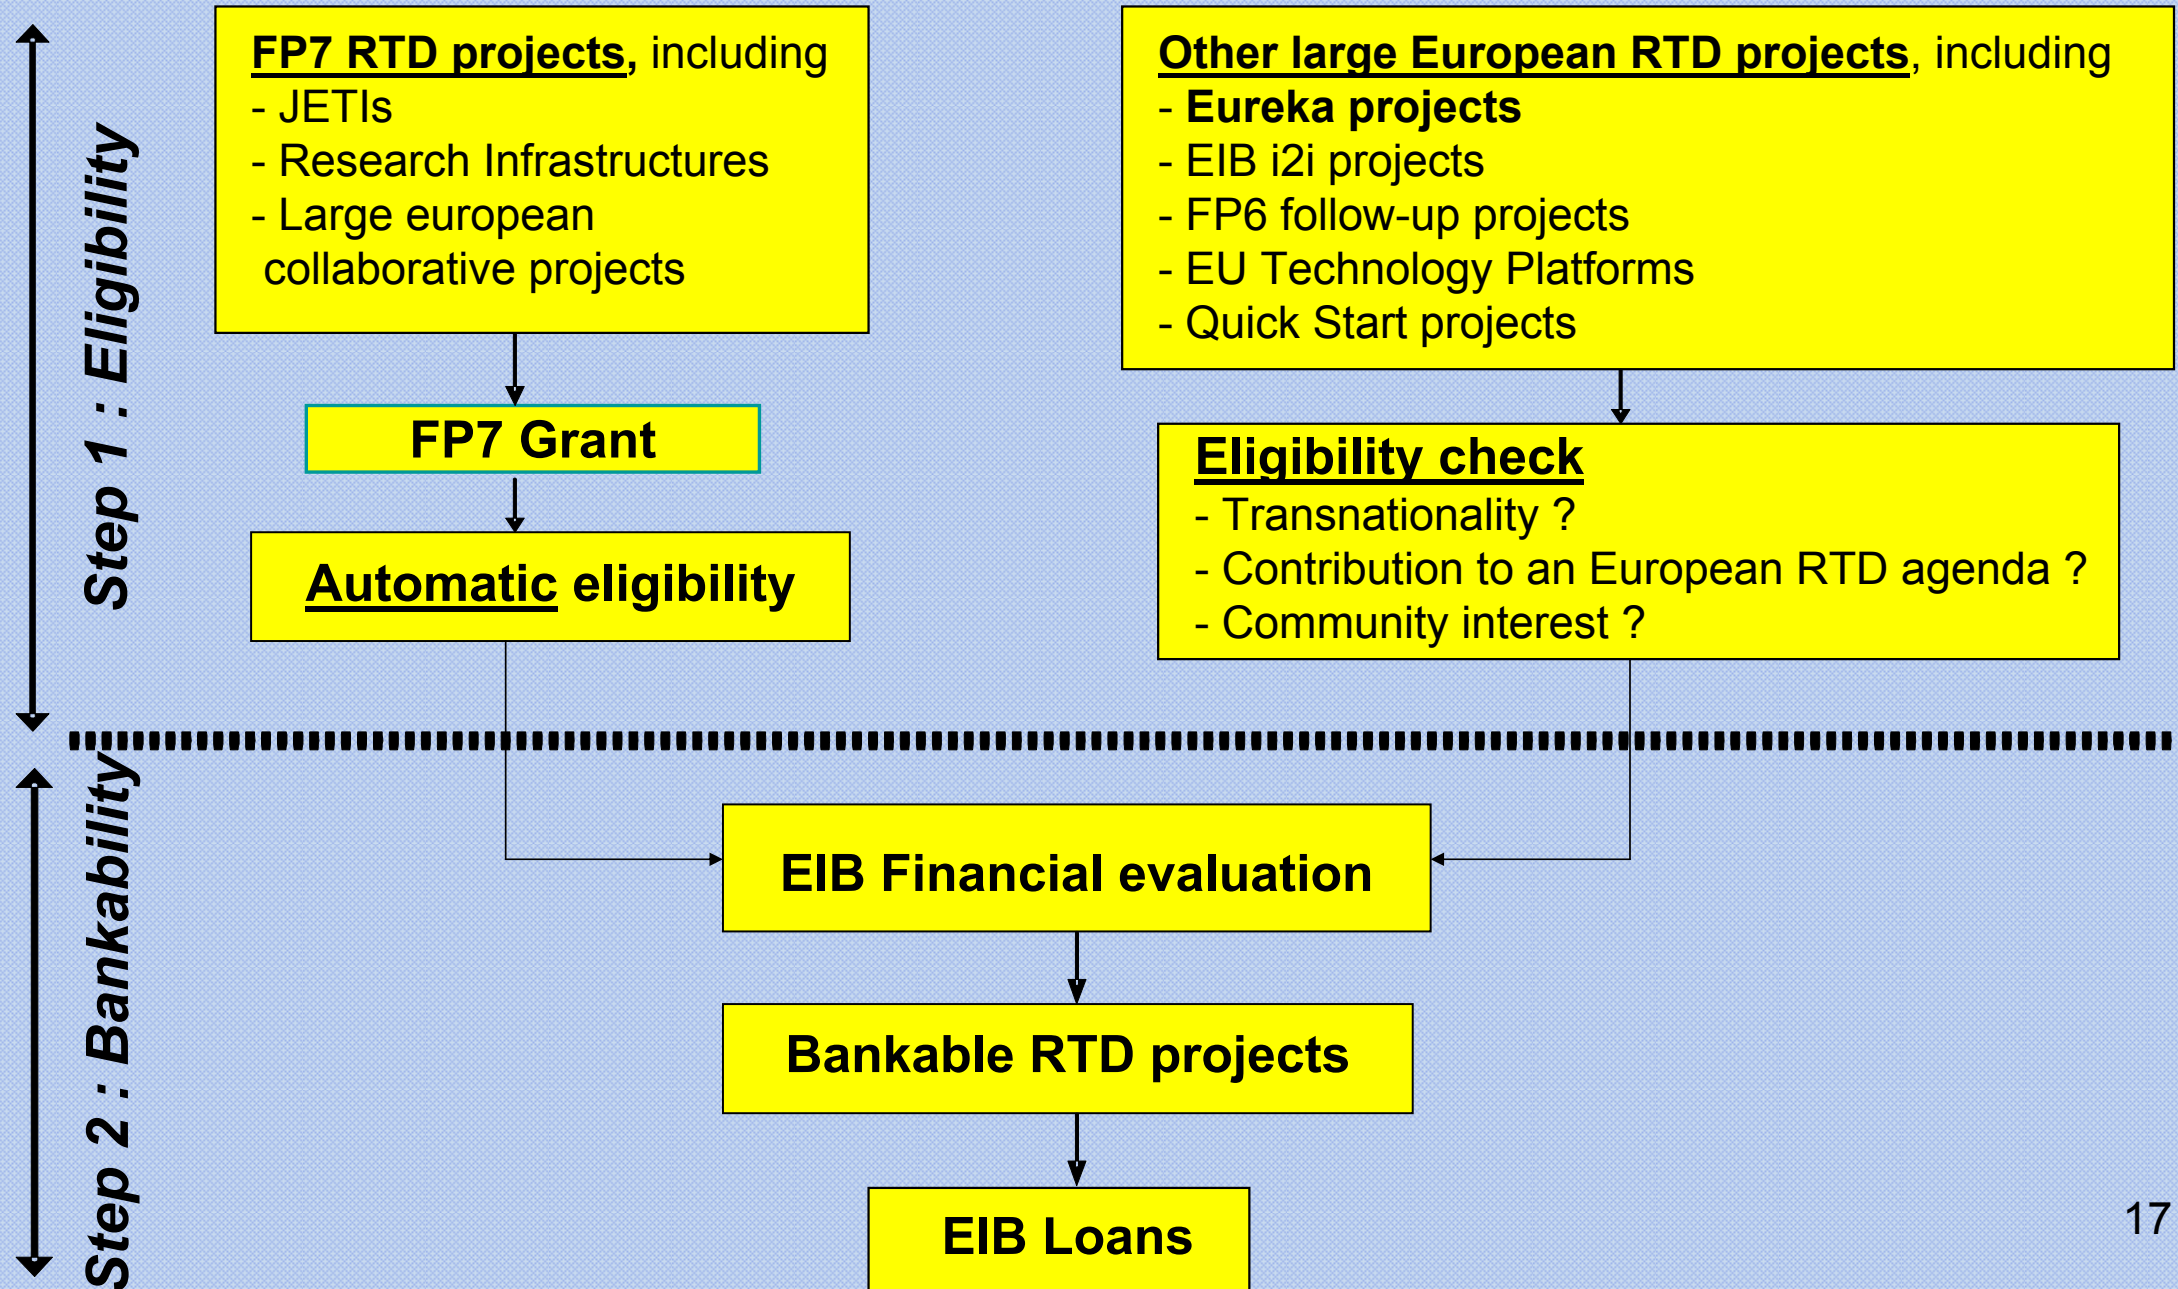 Step 1 : Eligibility
FP7 RTD projects, including
- JETIs
- Research Infrastructures
- Large european
collaborative projects
FP7 Grant
Automatic eligibility
Other large European RTD projects, including
- Eureka projects
- EIB i2i projects
- FP6 follow-up projects
- EU Technology Platforms
- Quick Start projects
Eligibility check
- Transnationality ?
- Contribution to an European RTD agenda ?
- Community interest ?
Step 2 : Bankability
EIB Financial evaluation
Bankable RTD projects
EIB Loans
17